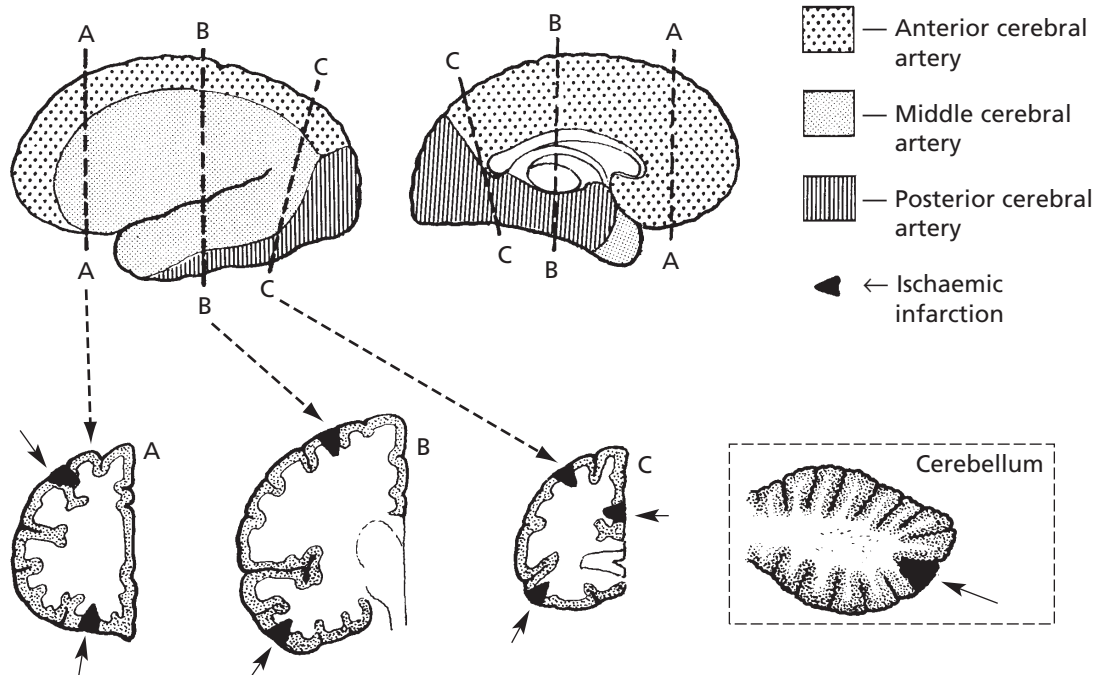 A
B
C
C
B
A
A
B
C
C
B
A
Anterior cerebral
artery
Middle cerebral
artery
Posterior cerebral
artery
Ischaemic
infarction
A
B
C
Cerebellum